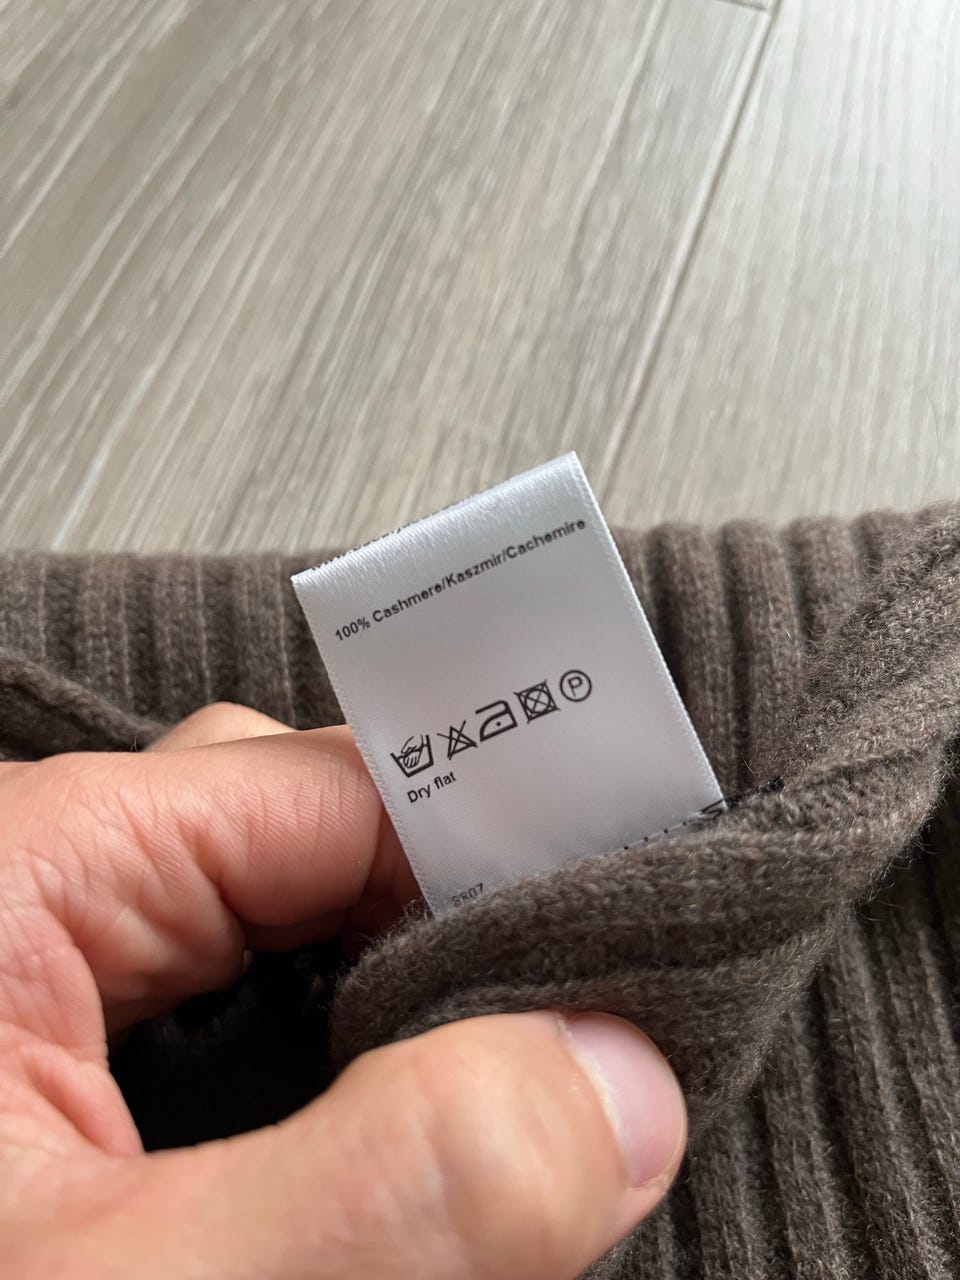 100% Cashmere/Kaszmir/Cachemire
P
Dry flat